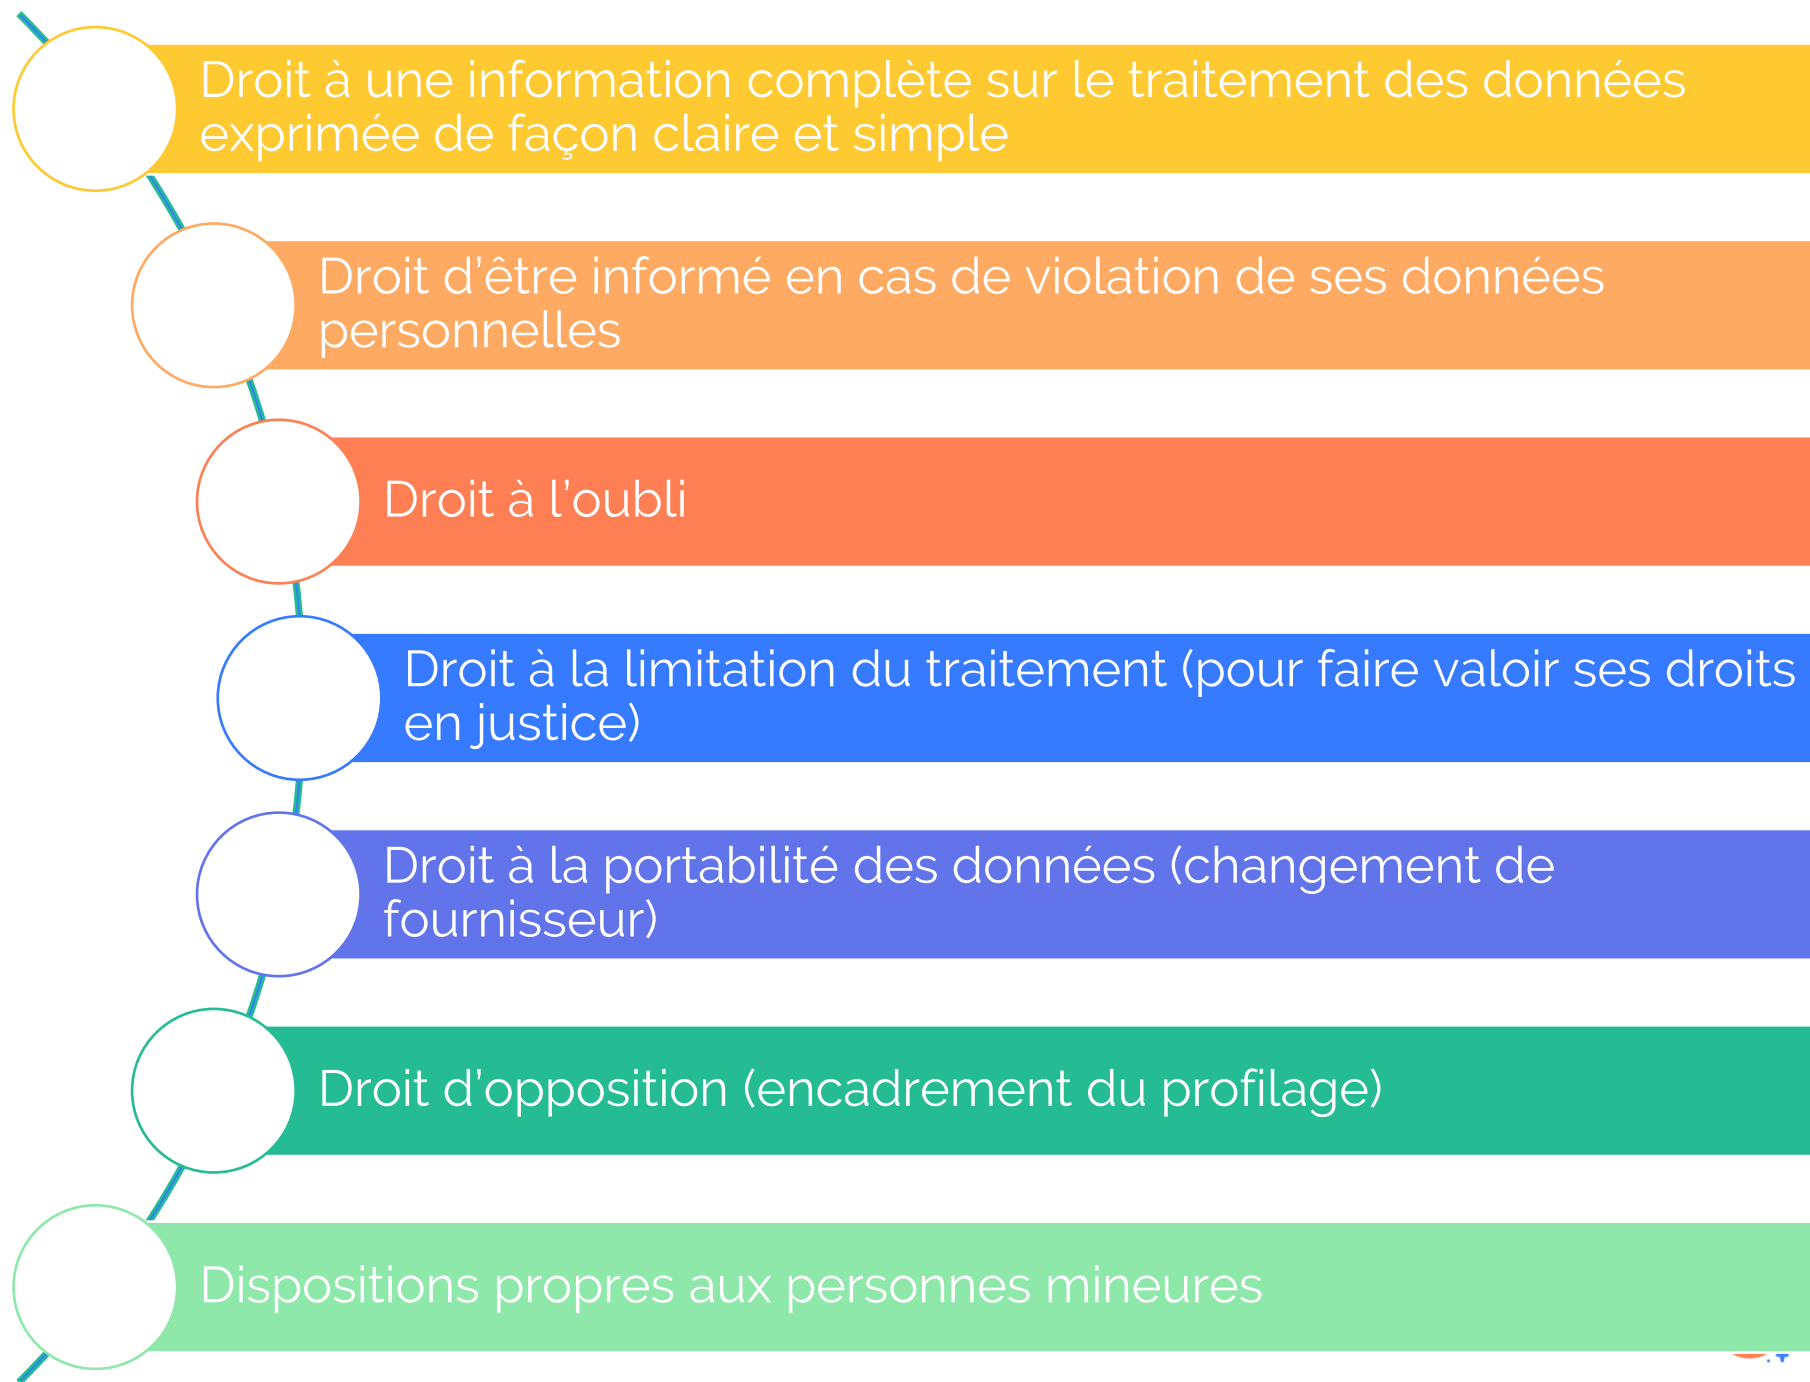 Droit à une information complète sur le traitement des données
exprimée de façon claire et simple
Droit d’être informé en cas de violation de ses données
personnelles
Droit à l’oubli
Droit à la limitation du traitement (pour faire valoir ses droits
en justice)
Droit à la portabilité des données (changement de
fournisseur)
Droit d’opposition (encadrement du profilage)
Dispositions propres aux personnes mineures